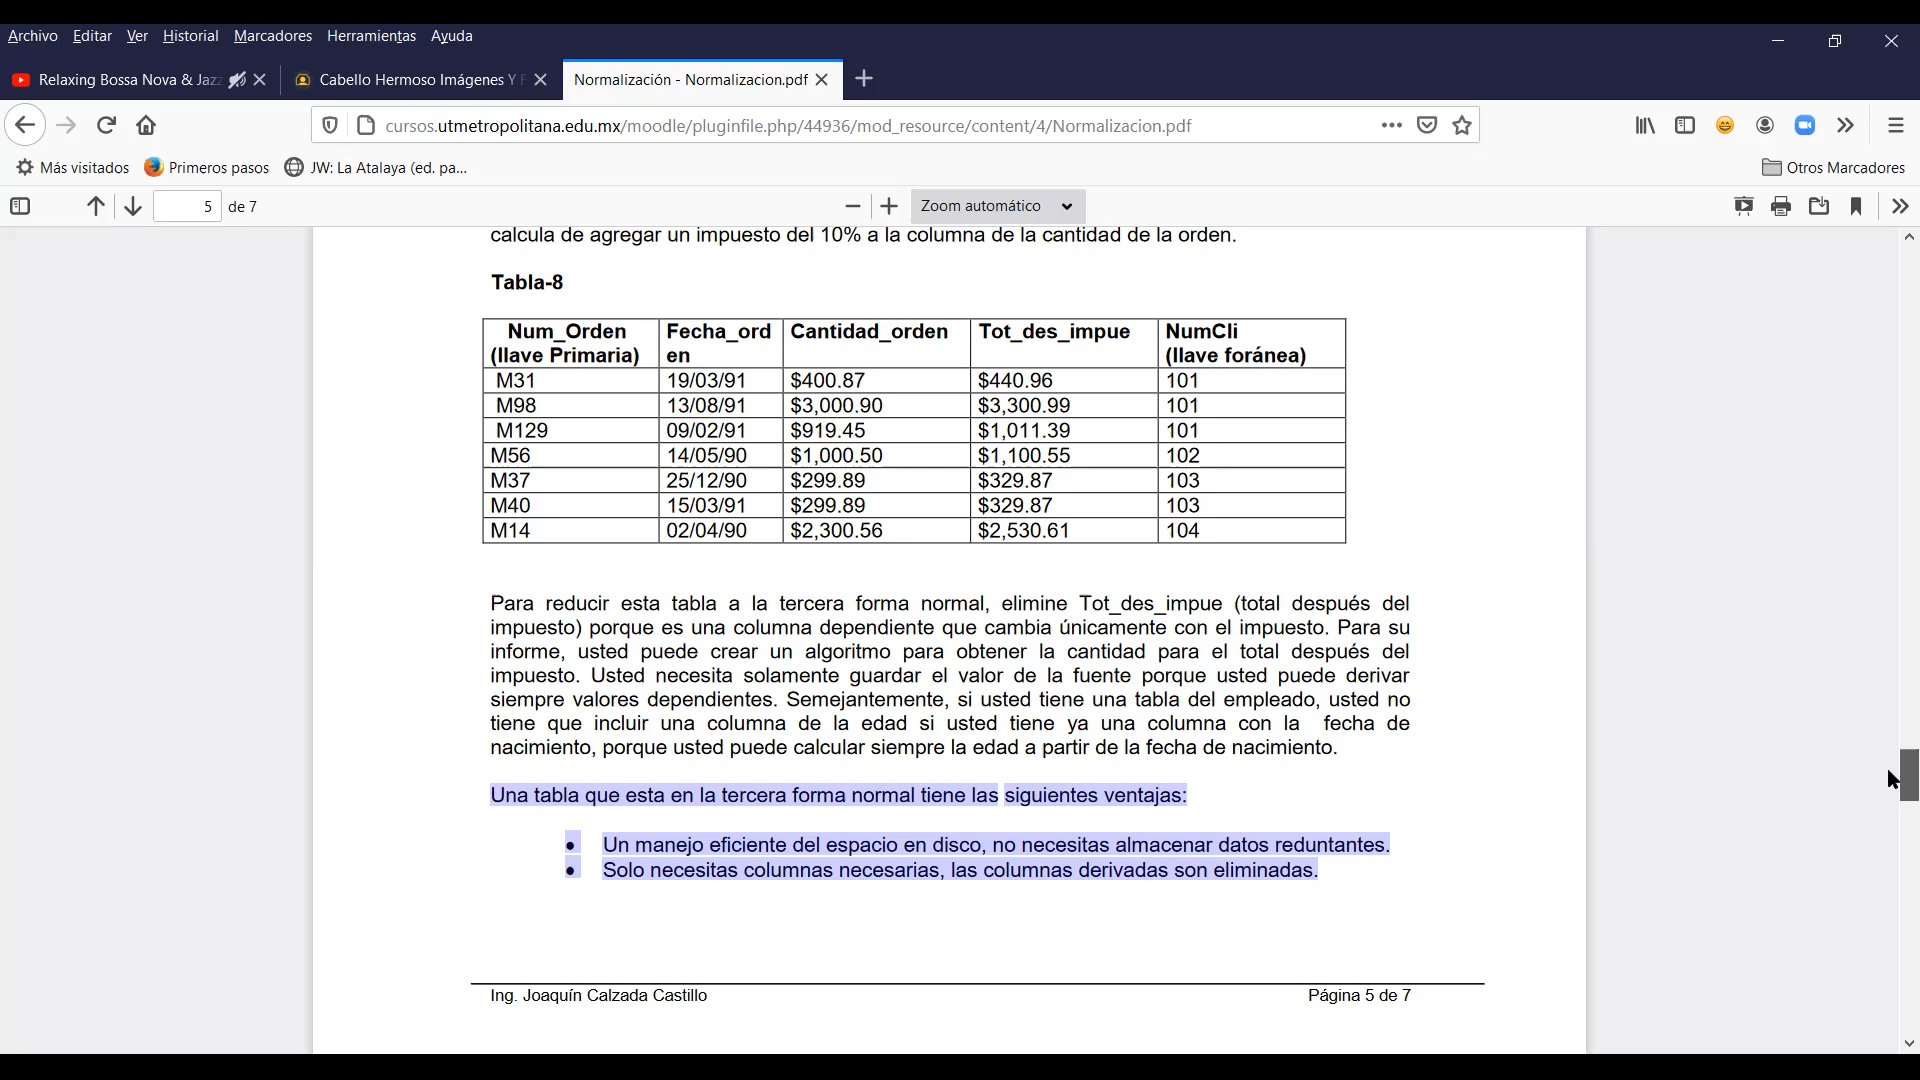 Archivo Editar Ver Historial Marcadores Herramientas Ayuda
Relaxing Bossa Nova & Jazz Cabello Hermoso Imágenes Y F Normalización - Normalizacion.pdf
cursos.utmetropolitana.edu.mx/moodle/pluginfile.php/44936/mod_resource/content/4/Normalizacion.pdf
Más visitados Primeros pasos JW: La Atalaya (ed. pa... Otros Marcadores
5 de 7 Zoom automático
calcula de agregar un impuesto del 10% a la columna de la cantidad de la orden.
Tabla-8
Num_Orden Fecha_ord Cantidad_orden Tot_des_impue NumCli
(llave Primaria) en (llave foránea)
M31 19/03/91 $400.87 $440.96 101
M98 13/08/91 $3,000.90 $3,300.99 101
M129 09/02/91 $919.45 $1,011.39 101
M56 14/05/90 $1,000.50 $1,100.55 102
M37 25/12/90 $299.89 $329.87 103
M40 15/03/91 $299.89 $329.87 103
M14 02/04/90 $2,300.56 $2,530.61 104
Para reducir esta tabla a la tercera forma normal, elimine Tot_des_impue (total después del
impuesto) porque es una columna dependiente que cambia únicamente con el impuesto. Para su
informe, usted puede crear un algoritmo para obtener la cantidad para el total después del
impuesto. Usted necesita solamente guardar el valor de la fuente porque usted puede derivar
siempre valores dependientes. Semejantemente, si usted tiene una tabla del empleado, usted no
tiene que incluir una columna de la edad si usted tiene ya una columna con la fecha de
nacimiento, porque usted puede calcular siempre la edad a partir de la fecha de nacimiento.
Una tabla que esta en la tercera forma normal tiene las siguientes ventajas:
• Un manejo eficiente del espacio en disco, no necesitas almacenar datos reduntantes.
• Solo necesitas columnas necesarias, las columnas derivadas son eliminadas.
Ing. Joaquín Calzada Castillo Página 5 de 7